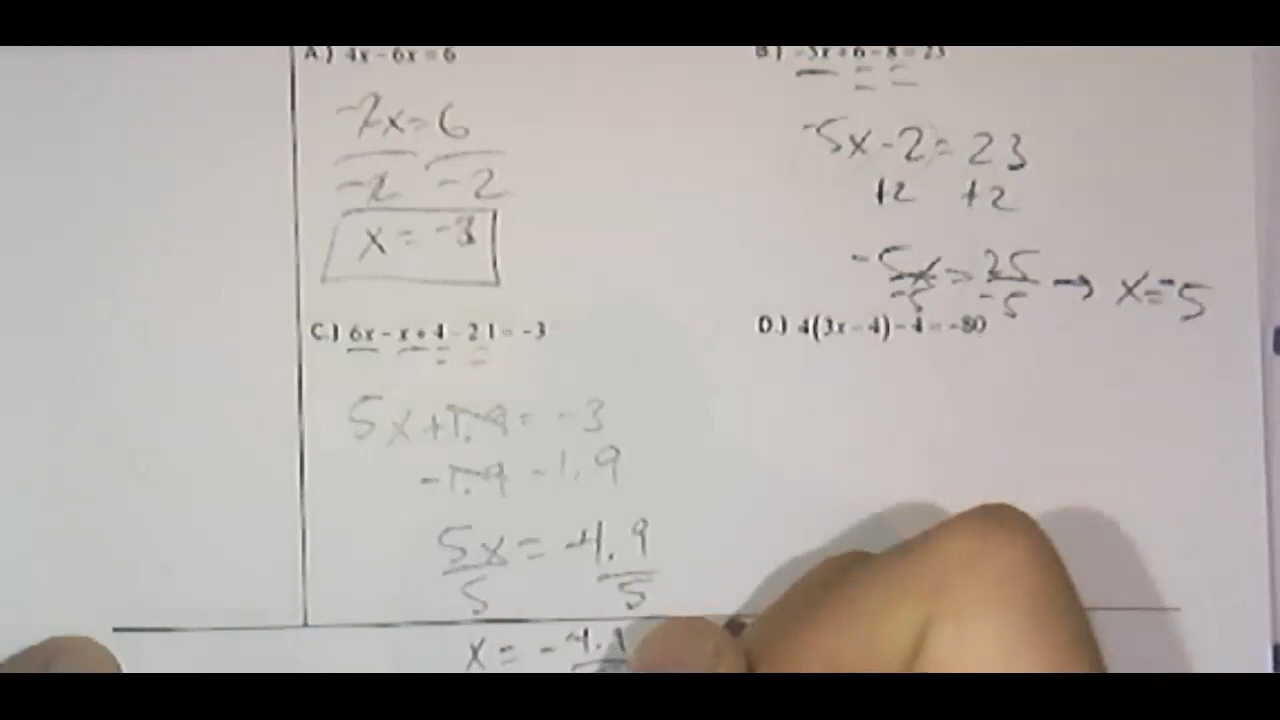 A.) 4x - 6x = 6
-2x = 6
-2 -2
x = -3
B.) -5x + 6 - 8 = 23
-5x - 2 = 23
+2 +2
-5x = 25 → x = -5
-5 -5
C.) 6x - x + 4 - 2.1 = -3
5x + 1.9 = -3
-1.9 -1.9
5x = -4.9
5 5
x = -4.9
D.) 4(3x - 4) - 4 = -80